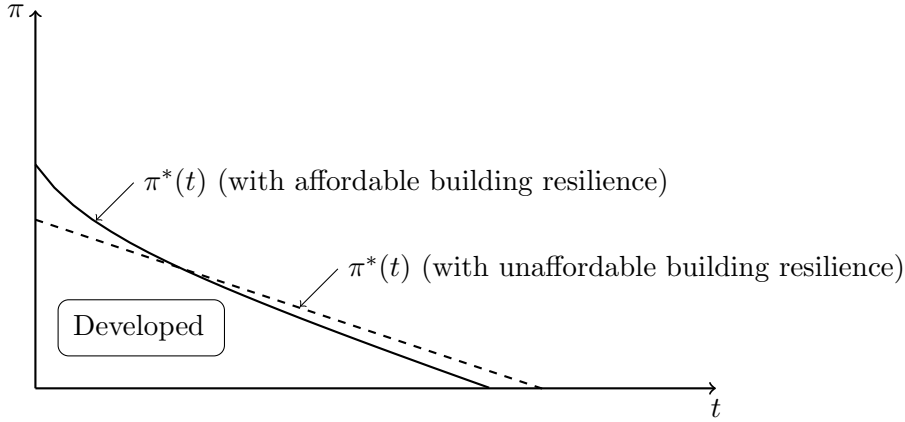 π
π*(t) (with affordable building resilience)
π*(t) (with unaffordable building resilience)
Developed
t